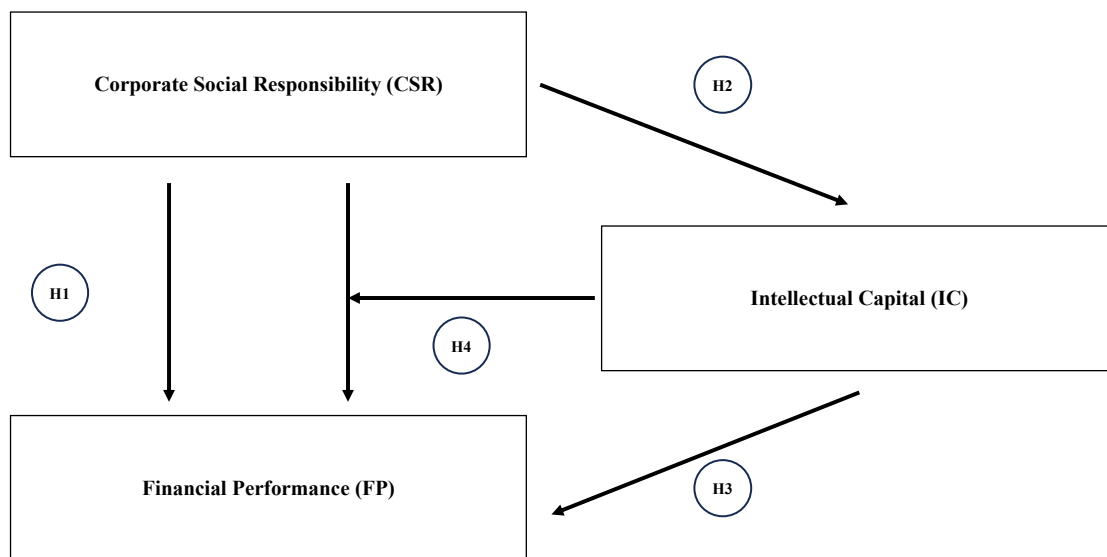 Corporate Social Responsibility (CSR)
H2
H1
Intellectual Capital (IC)
H4
Financial Performance (FP)
H3